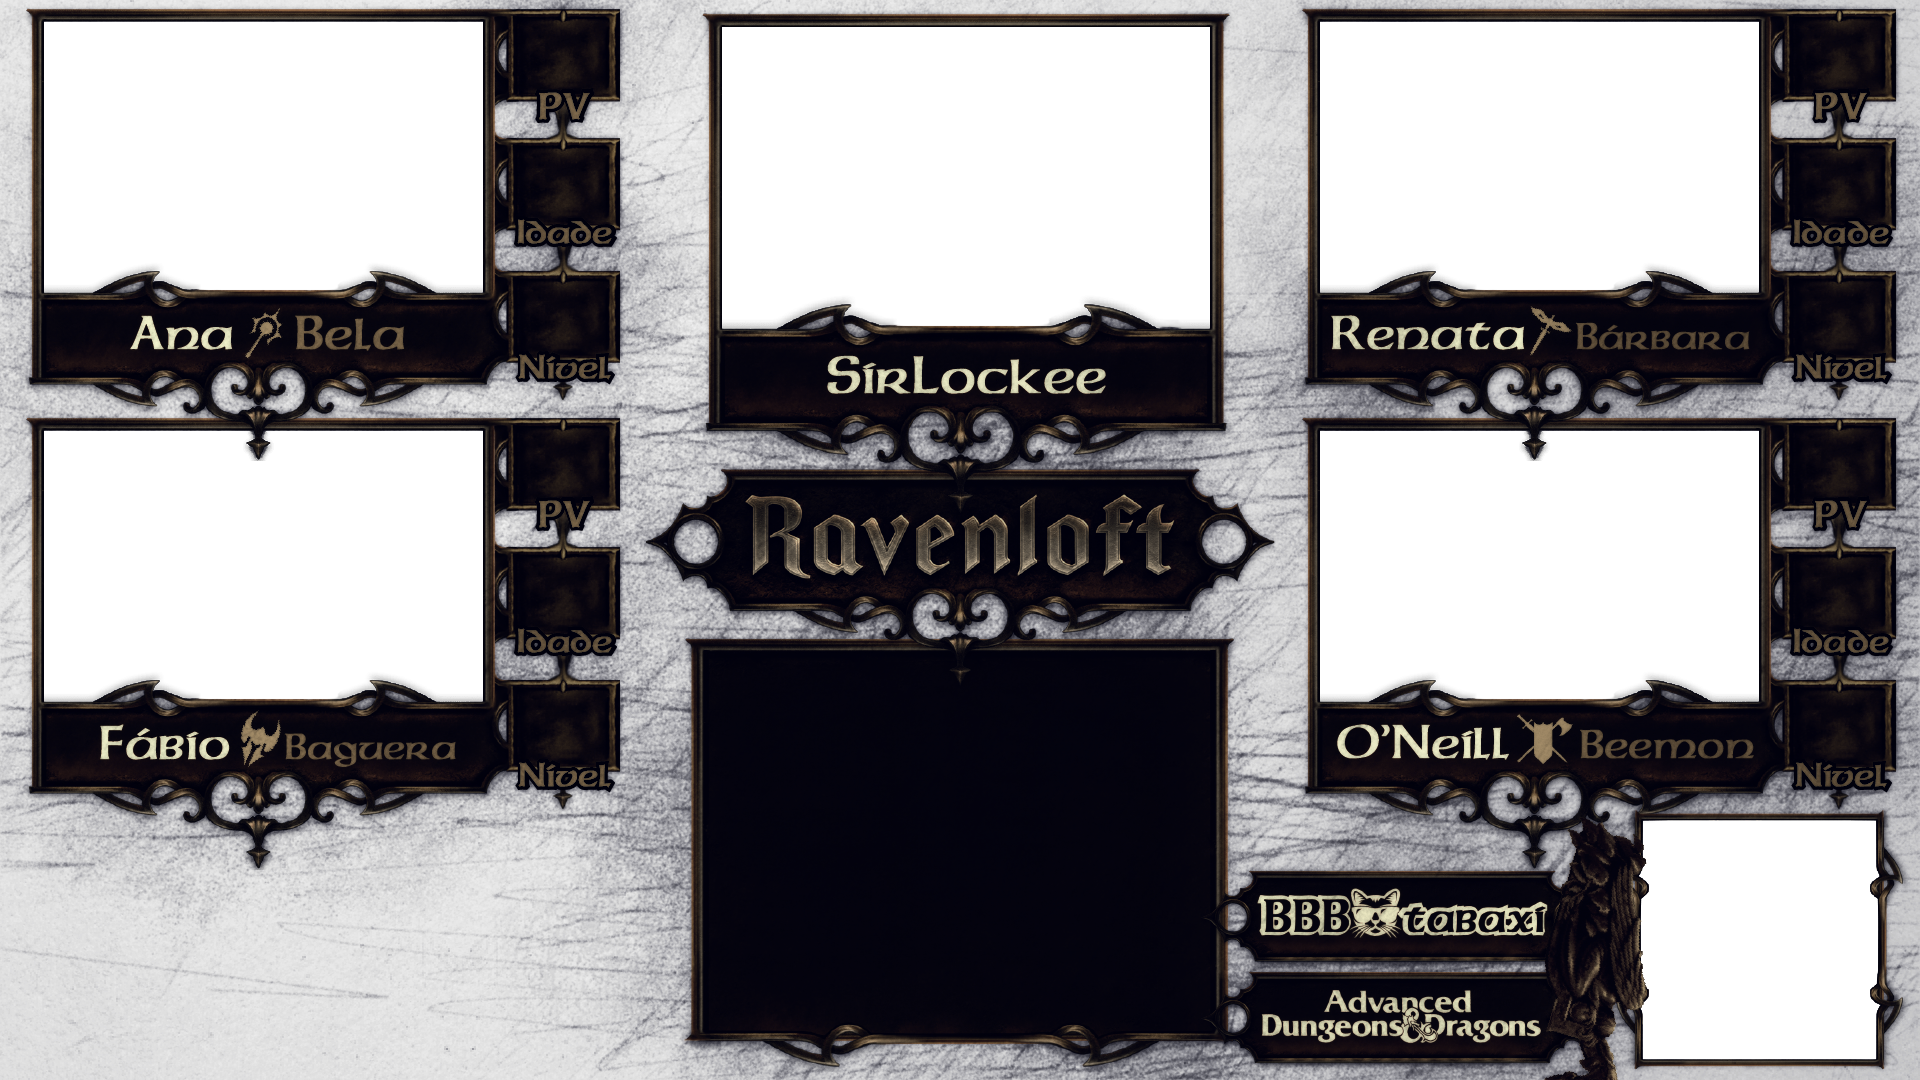 PV
Idade
Nível
Ana Bela
PV
Idade
Nível
Fábio Baguera
SirLockee
Ravenloft
PV
Idade
Nível
Renata Bárbara
PV
Idade
Nível
O'Neill Beemon
BBB tabaxi
Advanced
Dungeons & Dragons